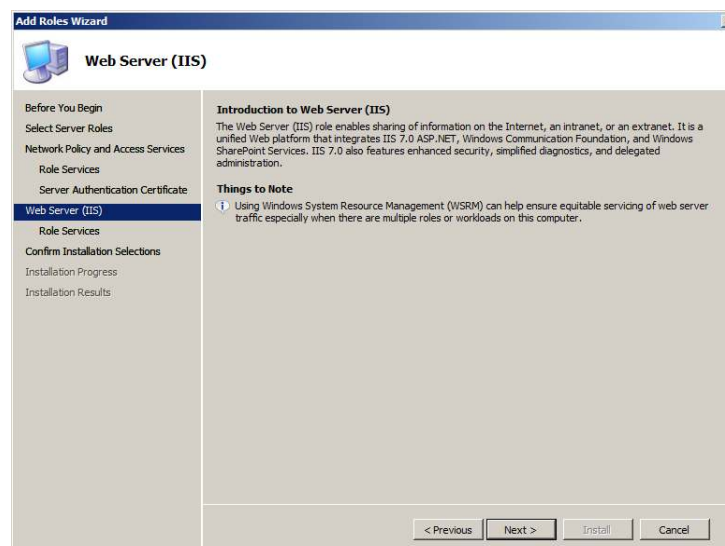 Add Roles Wizard
Web Server (IIS)
Before You Begin
Select Server Roles
Network Policy and Access Services
Role Services
Server Authentication Certificate
Web Server (IIS)
Role Services
Confirm Installation Selections
Installation Progress
Installation Results
Introduction to Web Server (IIS)
The Web Server (IIS) role enables sharing of information on the Internet, an intranet, or an extranet. It is a
unified Web platform that integrates IIS 7.0 ASP.NET, Windows Communication Foundation, and Windows
SharePoint Services. IIS 7.0 also features enhanced security, simplified diagnostics, and delegated
administration.
Things to Note
Using Windows System Resource Management (WSRM) can help ensure equitable servicing of web server
traffic especially when there are multiple roles or workloads on this computer.
< Previous Next > Install Cancel